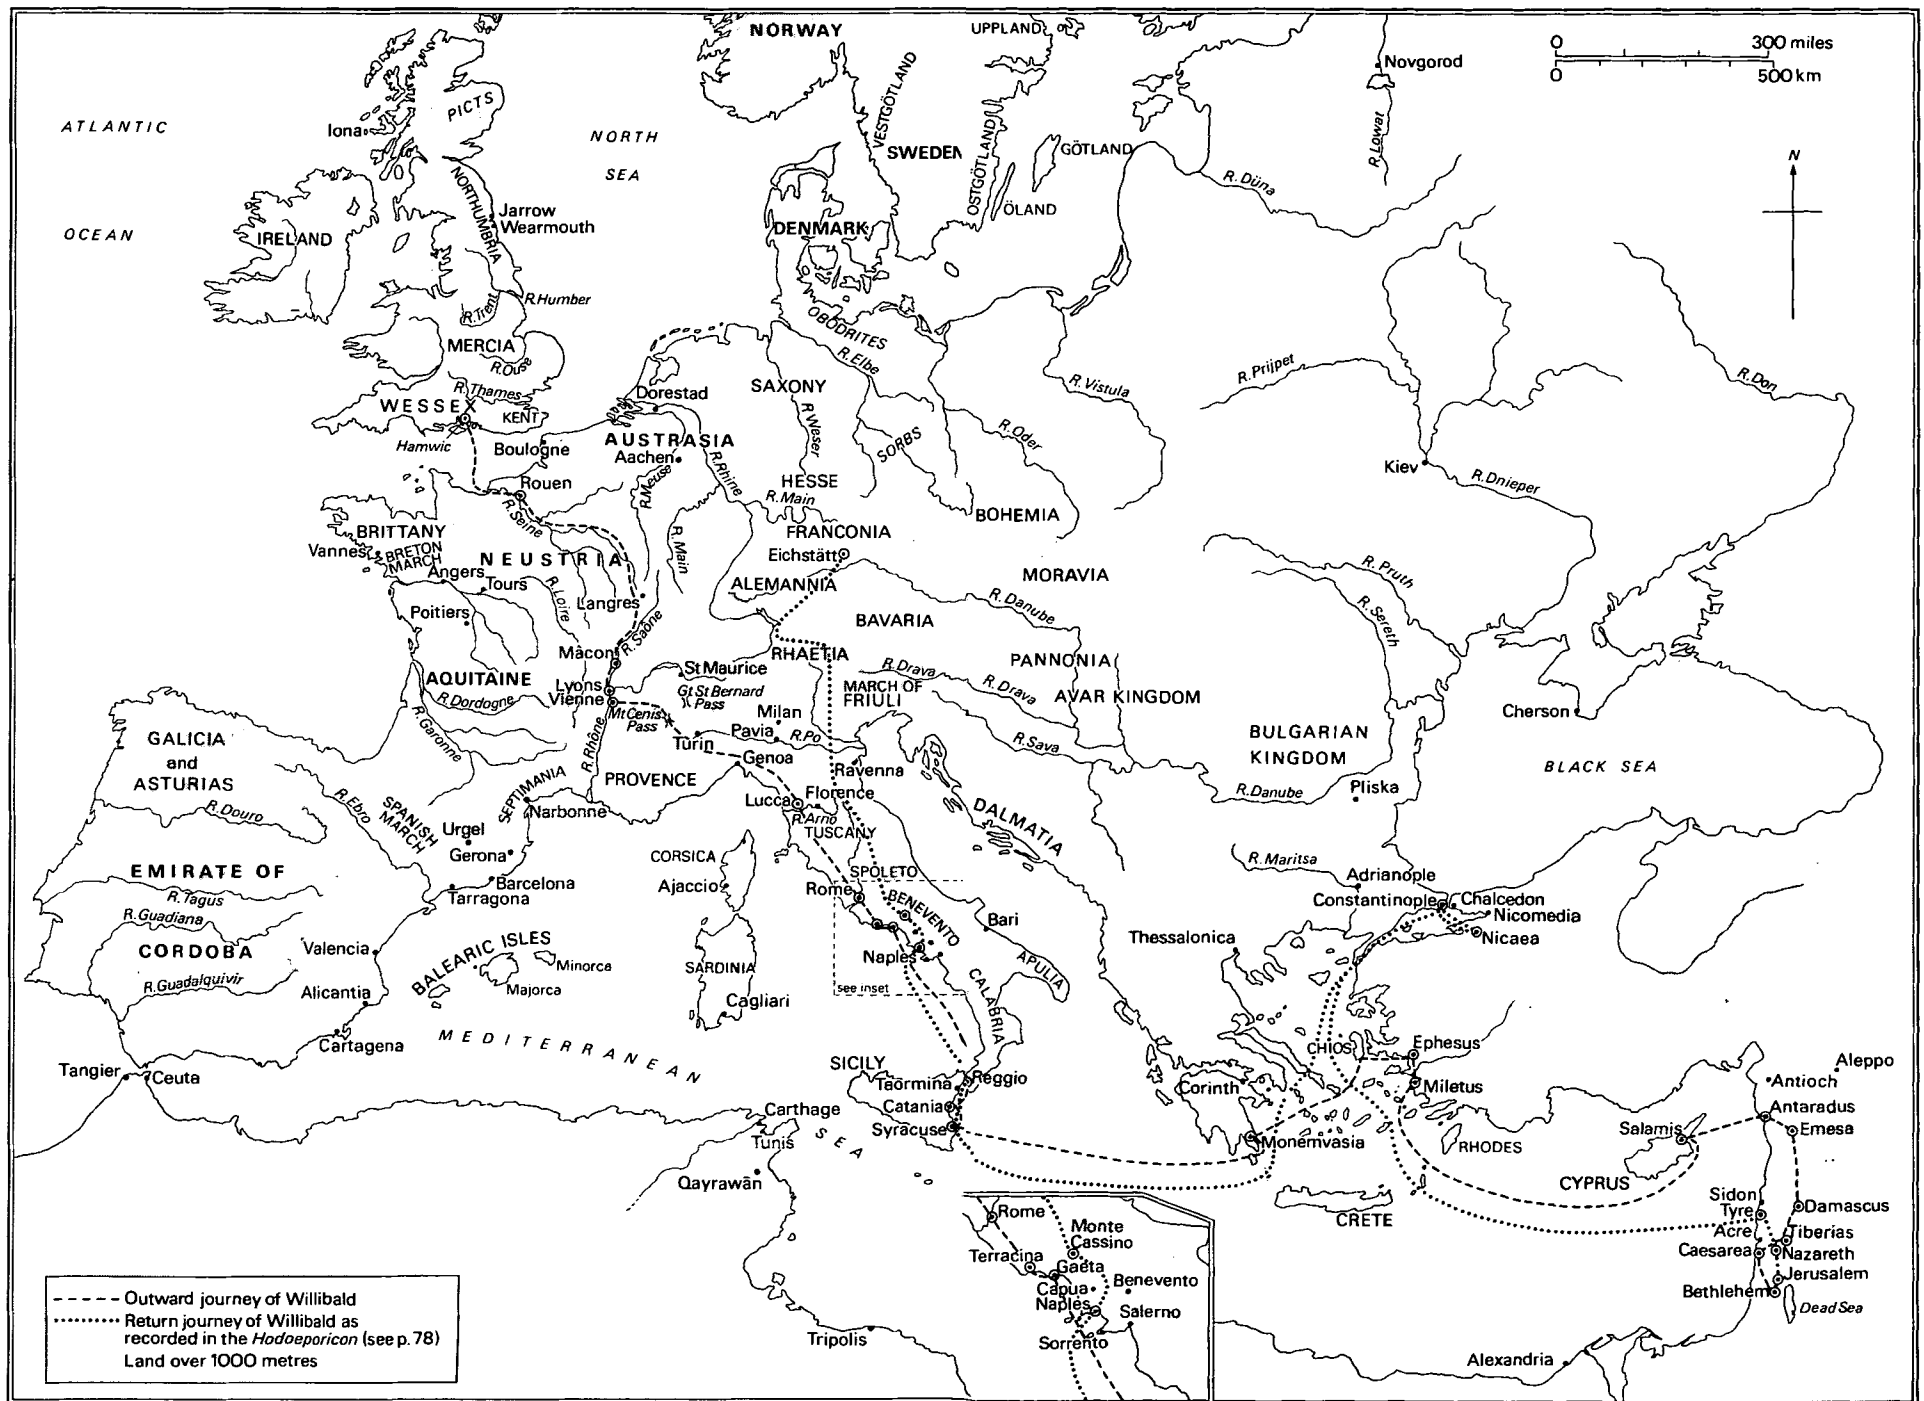 NORWAY
UPPLAND
0 300 miles
0 500 km
Novgorod
R. Lowat
VESTGÖTLAND
ATLANTIC
OCEAN
PICTS
Iona
NORTH
SEA
SWEDEN
OSTGÖTLAND
GÖTLAND
ÖLAND
R. Düna
N
NORTHUMBRIA
Jarrow
Wearmouth
IRELAND
DENMARK
R. Humber
R. Trent
OBODRITES
MERCIA
R. Ouse
R. Elbe
R. Thames
WESSEX
KENT
Hamwic
Dorestad
SAXONY
R. Weser
R. Vistula
R. Prijpet
R. Don
Boulogne
AUSTRASIA
Aachen
R. Rhine
SORBS
R. Oder
Kiev
R. Dnieper
Rouen
R. Seine
R. Meuse
HESSE
R. Main
BOHEMIA
FRANCONIA
BRITTANY
Vannes
BRETON
MARCH
NEUSTRIA
R. Main
Eichstätt
Angers
Tours
R. Loire
Langres
ALEMANNIA
MORAVIA
R. Pruth
R. Danube
R. Sereth
Poitiers
R. Saône
BAVARIA
Mâcon
RHAETIA
PANNONIA
AQUITAINE
St Maurice
R. Drava
R. Drava
Lyons
Vienne
R. Dordogne
Gt St Bernard
Pass
MARCH OF
FRIULI
AVAR KINGDOM
Mt Cenis
Pass
Milan
Pavia
R. Po
Cherson
R. Garonne
Turin
R. Sava
BULGARIAN
KINGDOM
GALICIA
and
ASTURIAS
R. Rhône
Genoa
PROVENCE
Ravenna
BLACK SEA
R. Danube
Pliska
SEPTIMANIA
Narbonne
Lucca
Florence
R. Arno
TUSCANY
DALMATIA
R. Ebro
SPANISH
MARCH
R. Douro
Urgel
Gerona
CORSICA
Ajaccio
R. Maritsa
Adrianople
SPOLETO
EMIRATE OF
R. Tagus
Barcelona
Tarragona
Rome
BENEVENTO
Constantinople
Chalcedon
Nicomedia
Nicaea
R. Guadiana
CORDOBA
Valencia
BALEARIC ISLES
Minorca
Majorca
Bari
Thessalonica
R. Guadalquivir
Alicantia
SARDINIA
Cagliari
Naples
see inset
APULIA
CALABRIA
Cartagena
MEDITERRANEAN
SEA
Tangier
Ceuta
SICILY
Taormina
Reggio
Catania
Syracuse
Corinth
CHIOS
Ephesus
Miletus
Aleppo
Antioch
Antaradus
Emesa
Salamis
Carthage
Tunis
Qayrawān
Monemvasia
RHODES
CYPRUS
CRETE
Sidon
Tyre
Acre
Caesarea
Damascus
Tiberias
Nazareth
Jerusalem
Bethlehem
Dead Sea
Rome
Terracina
Monte
Cassino
Gaeta
Capua
Benevento
Naples
Salerno
Sorrento
Tripolis
Alexandria
Outward journey of Willibald
Return journey of Willibald as
recorded in the Hodoeporicon (see p. 78)
Land over 1000 metres